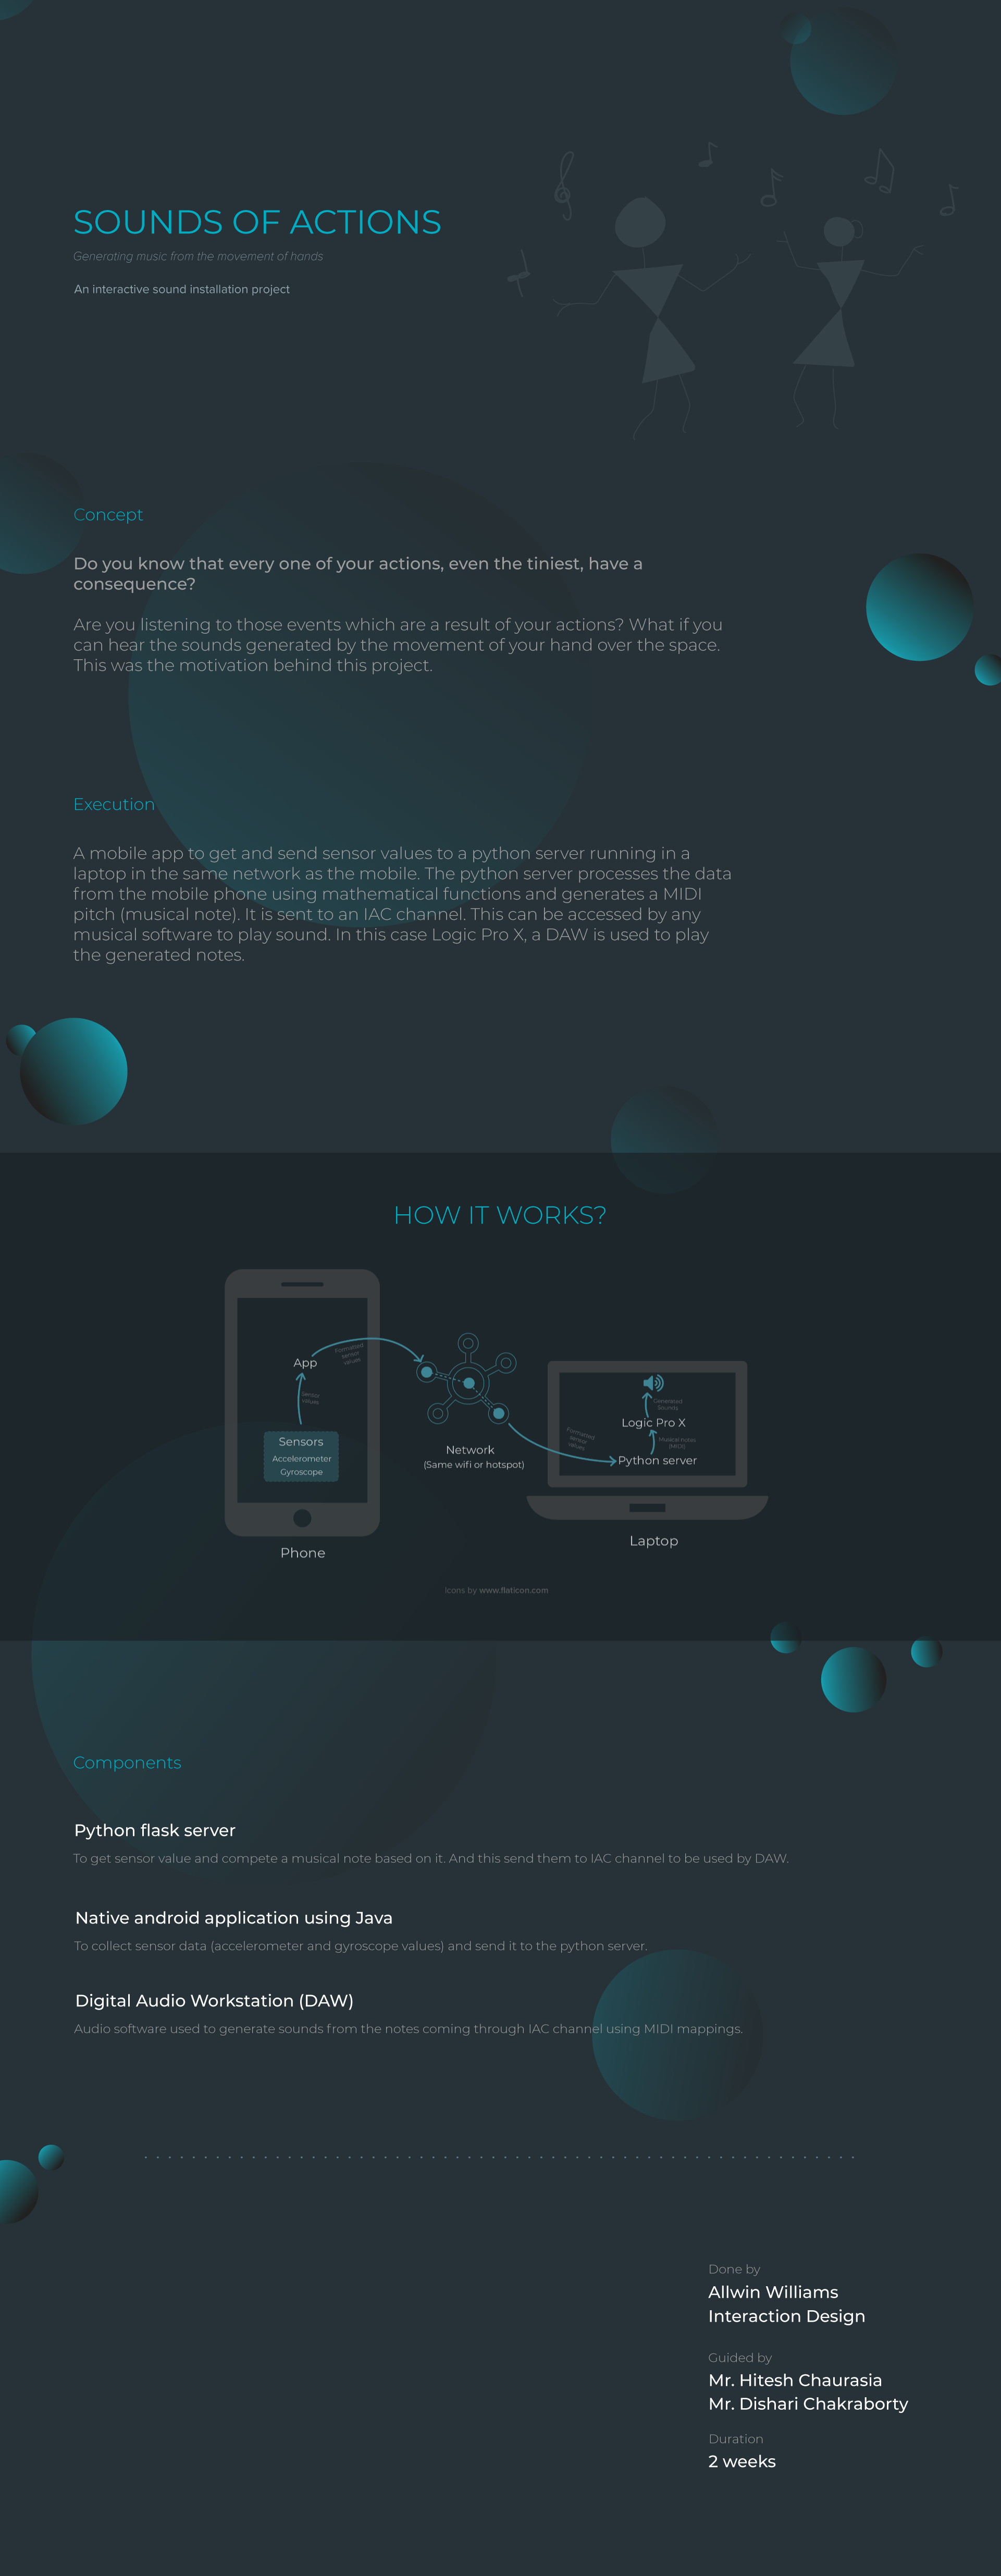 SOUNDS OF ACTIONS
Generating music from the movement of hands
An interactive sound installation project
Concept
Do you know that every one of your actions, even the tiniest, have a
consequence?
Are you listening to those events which are a result of your actions? What if you
can hear the sounds generated by the movement of your hand over the space.
This was the motivation behind this project.
Execution
A mobile app to get and send sensor values to a python server running in a
laptop in the same network as the mobile. The python server processes the data
from the mobile phone using mathematical functions and generates a MIDI
pitch (musical note). It is sent to an IAC channel. This can be accessed by any
musical software to play sound. In this case Logic Pro X, a DAW is used to play
the generated notes.
HOW IT WORKS?
App
Formatted
sensor
values
Sensor
values
Sensors
Accelerometer
Gyroscope
Phone
Network
(Same wifi or hotspot)
Formatted
sensor
values
Generated
Sounds
Logic Pro X
Musical notes
(MIDI)
Python server
Laptop
Icons by www.flaticon.com
Components
Python flask server
To get sensor value and compete a musical note based on it. And this send them to IAC channel to be used by DAW.
Native android application using Java
To collect sensor data (accelerometer and gyroscope values) and send it to the python server.
Digital Audio Workstation (DAW)
Audio software used to generate sounds from the notes coming through IAC channel using MIDI mappings.
Done by
Allwin Williams
Interaction Design
Guided by
Mr. Hitesh Chaurasia
Mr. Dishari Chakraborty
Duration
2 weeks